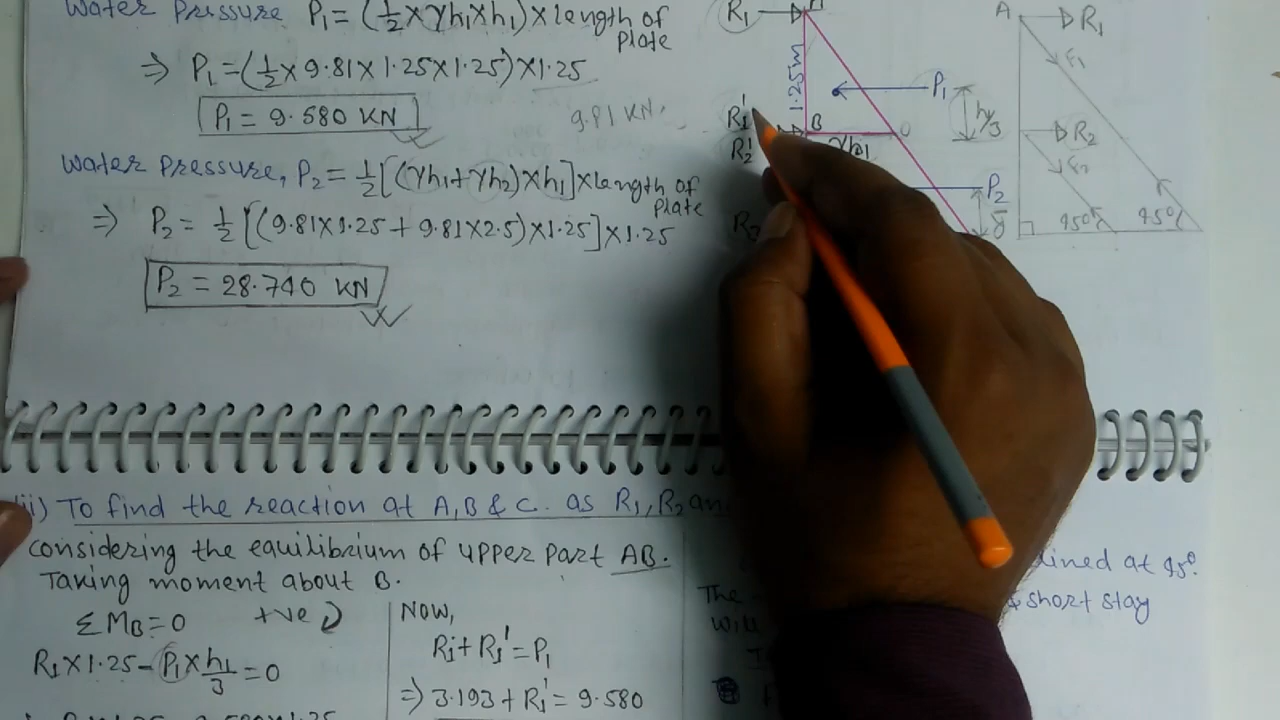 Water Pressure P₁ = (½ × γh₁ × h₁) × length of plate
⇒ P₁ = (½ × 9.81 × 1.25 × 1.25) × 1.25
P₁ = 9.580 KN
9.81 KN
Water Pressure, P₂ = ½[(γh₁ + γh₂) × h₁] × length of plate
⇒ P₂ = ½[(9.81×1.25 + 9.81×2.5) × 1.25] × 1.25
P₂ = 28.740 KN
R₁
1.25m
P₁
h₁/3
R₁'
B
R₂'
γh₁
P₂
ȳ
A
R₁
F₁
R₂
F₂
45°
45°
ii) To find the reaction at A, B & C. as R₁, R₂ an
considering the equilibrium of upper part AB.
Taking moment about B.
ΣM_B = 0 +ve
R₁ × 1.25 - P₁ × h₁/3 = 0
Now,
R₁ + R₁' = P₁
⇒ 3.193 + R₁' = 9.580
ined at 45°.
The
short stay
will